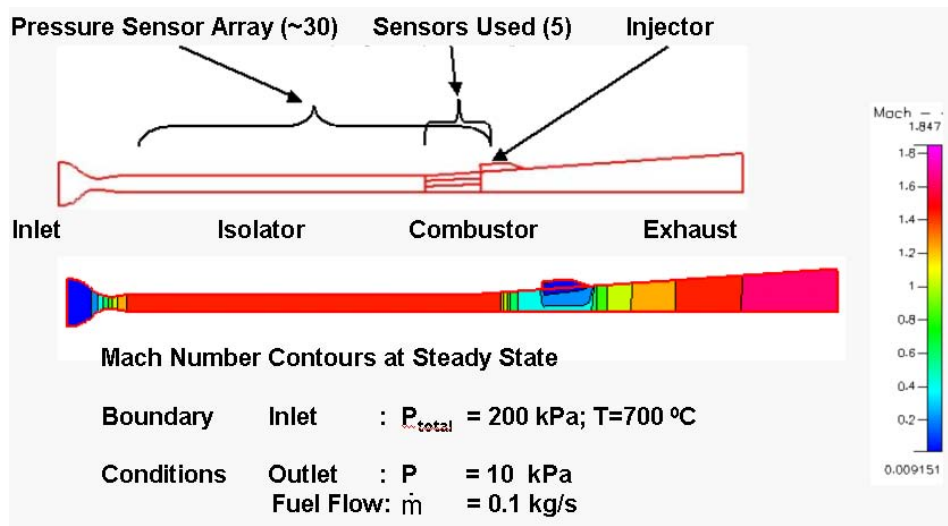 Pressure Sensor Array (~30) Sensors Used (5) Injector
Inlet Isolator Combustor Exhaust
Mach
1.847
1.8
1.6
1.4
1.2
1
0.8
0.6
0.4
0.2
0.009151
Mach Number Contours at Steady State
Boundary Inlet : Ptotal = 200 kPa; T=700 ºC
Conditions Outlet : P = 10 kPa
Fuel Flow: ṁ = 0.1 kg/s